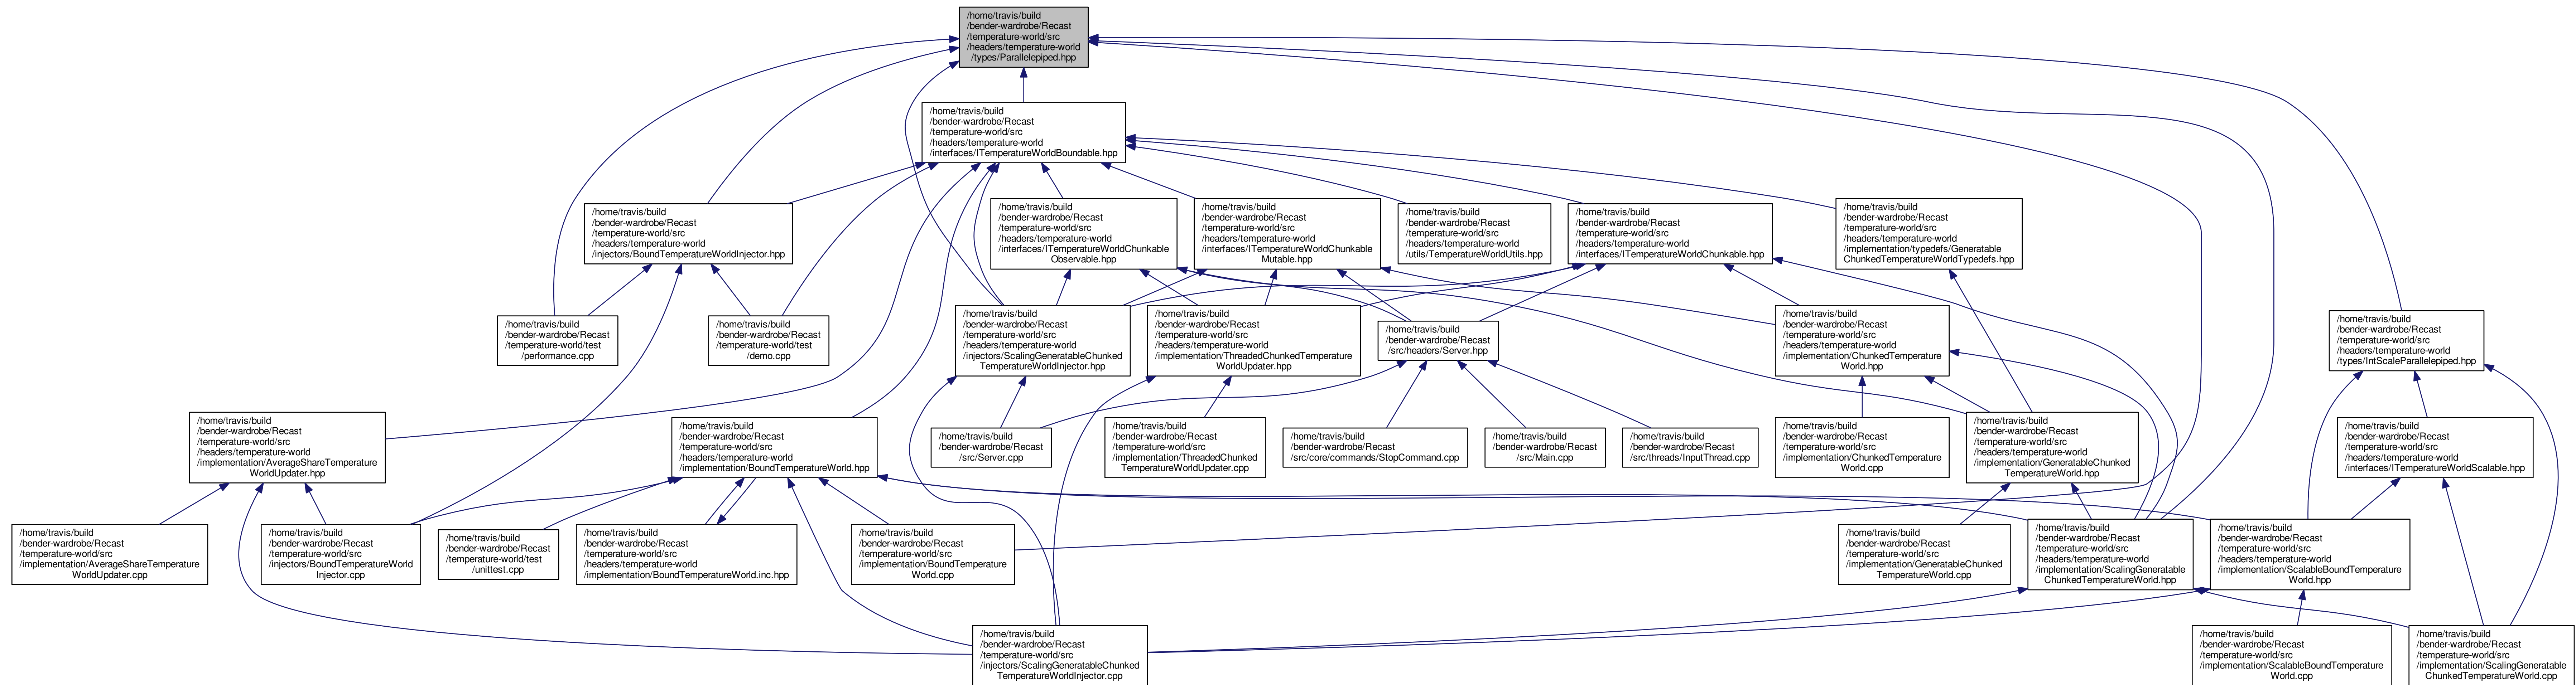 /home/travis/build
/bender-wardrobe/Recast
/temperature-world/src
/headers/temperature-world
/types/Parallelepiped.hpp
/home/travis/build
/bender-wardrobe/Recast
/temperature-world/src
/headers/temperature-world
/interfaces/ITemperatureWorldBoundable.hpp
/home/travis/build
/bender-wardrobe/Recast
/temperature-world/src
/headers/temperature-world
/injectors/BoundTemperatureWorldInjector.hpp
/home/travis/build
/bender-wardrobe/Recast
/temperature-world/src
/headers/temperature-world
/interfaces/ITemperatureWorldChunkable
Observable.hpp
/home/travis/build
/bender-wardrobe/Recast
/temperature-world/src
/headers/temperature-world
/interfaces/ITemperatureWorldChunkable
Mutable.hpp
/home/travis/build
/bender-wardrobe/Recast
/temperature-world/src
/headers/temperature-world
/utils/TemperatureWorldUtils.hpp
/home/travis/build
/bender-wardrobe/Recast
/temperature-world/src
/headers/temperature-world
/interfaces/ITemperatureWorldChunkable.hpp
/home/travis/build
/bender-wardrobe/Recast
/temperature-world/src
/headers/temperature-world
/implementation/typedefs/Generatable
ChunkedTemperatureWorldTypedefs.hpp
/home/travis/build
/bender-wardrobe/Recast
/temperature-world/test
/performance.cpp
/home/travis/build
/bender-wardrobe/Recast
/temperature-world/test
/demo.cpp
/home/travis/build
/bender-wardrobe/Recast
/temperature-world/src
/headers/temperature-world
/injectors/ScalingGeneratableChunked
TemperatureWorldInjector.hpp
/home/travis/build
/bender-wardrobe/Recast
/temperature-world/src
/headers/temperature-world
/implementation/ThreadedChunkedTemperature
WorldUpdater.hpp
/home/travis/build
/bender-wardrobe/Recast
/src/headers/Server.hpp
/home/travis/build
/bender-wardrobe/Recast
/temperature-world/src
/headers/temperature-world
/implementation/ChunkedTemperature
World.hpp
/home/travis/build
/bender-wardrobe/Recast
/temperature-world/src
/headers/temperature-world
/types/IntScaleParallelepiped.hpp
/home/travis/build
/bender-wardrobe/Recast
/temperature-world/src
/headers/temperature-world
/implementation/AverageShareTemperature
WorldUpdater.hpp
/home/travis/build
/bender-wardrobe/Recast
/temperature-world/src
/headers/temperature-world
/implementation/BoundTemperatureWorld.hpp
/home/travis/build
/bender-wardrobe/Recast
/src/Server.cpp
/home/travis/build
/bender-wardrobe/Recast
/temperature-world/src
/implementation/ThreadedChunked
TemperatureWorldUpdater.cpp
/home/travis/build
/bender-wardrobe/Recast
/src/core/commands/StopCommand.cpp
/home/travis/build
/bender-wardrobe/Recast
/src/Main.cpp
/home/travis/build
/bender-wardrobe/Recast
/src/threads/InputThread.cpp
/home/travis/build
/bender-wardrobe/Recast
/temperature-world/src
/implementation/ChunkedTemperature
World.cpp
/home/travis/build
/bender-wardrobe/Recast
/temperature-world/src
/headers/temperature-world
/implementation/GeneratableChunked
TemperatureWorld.hpp
/home/travis/build
/bender-wardrobe/Recast
/temperature-world/src
/headers/temperature-world
/interfaces/ITemperatureWorldScalable.hpp
/home/travis/build
/bender-wardrobe/Recast
/temperature-world/src
/implementation/AverageShareTemperature
WorldUpdater.cpp
/home/travis/build
/bender-wardrobe/Recast
/temperature-world/src
/injectors/BoundTemperatureWorld
Injector.cpp
/home/travis/build
/bender-wardrobe/Recast
/temperature-world/test
/unittest.cpp
/home/travis/build
/bender-wardrobe/Recast
/temperature-world/src
/headers/temperature-world
/implementation/BoundTemperatureWorld.inc.hpp
/home/travis/build
/bender-wardrobe/Recast
/temperature-world/src
/implementation/BoundTemperature
World.cpp
/home/travis/build
/bender-wardrobe/Recast
/temperature-world/src
/implementation/GeneratableChunked
TemperatureWorld.cpp
/home/travis/build
/bender-wardrobe/Recast
/temperature-world/src
/headers/temperature-world
/implementation/ScalingGeneratable
ChunkedTemperatureWorld.hpp
/home/travis/build
/bender-wardrobe/Recast
/temperature-world/src
/headers/temperature-world
/implementation/ScalableBoundTemperature
World.hpp
/home/travis/build
/bender-wardrobe/Recast
/temperature-world/src
/injectors/ScalingGeneratableChunked
TemperatureWorldInjector.cpp
/home/travis/build
/bender-wardrobe/Recast
/temperature-world/src
/implementation/ScalableBoundTemperature
World.cpp
/home/travis/build
/bender-wardrobe/Recast
/temperature-world/src
/implementation/ScalingGeneratable
ChunkedTemperatureWorld.cpp